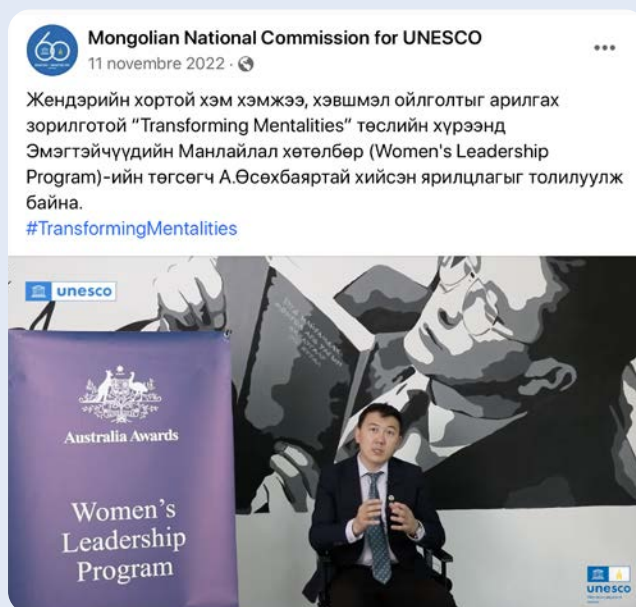 Mongolian National Commission for UNESCO
11 novembre 2022 ·
Жендэрийн хортой хэм хэмжээ, хэвшмэл ойлголтыг арилгах
зорилготой “Transforming Mentalities” төслийн хүрээнд
Эмэгтэйчүүдийн Манлайлал хөтөлбөр (Women's Leadership
Program)-ийн төгсөгч А.Өсөхбаяртай хийсэн ярилцлагыг толилуулж
байна.
#TransformingMentalities
unesco
Australia Awards
Women's
Leadership
Program
unesco